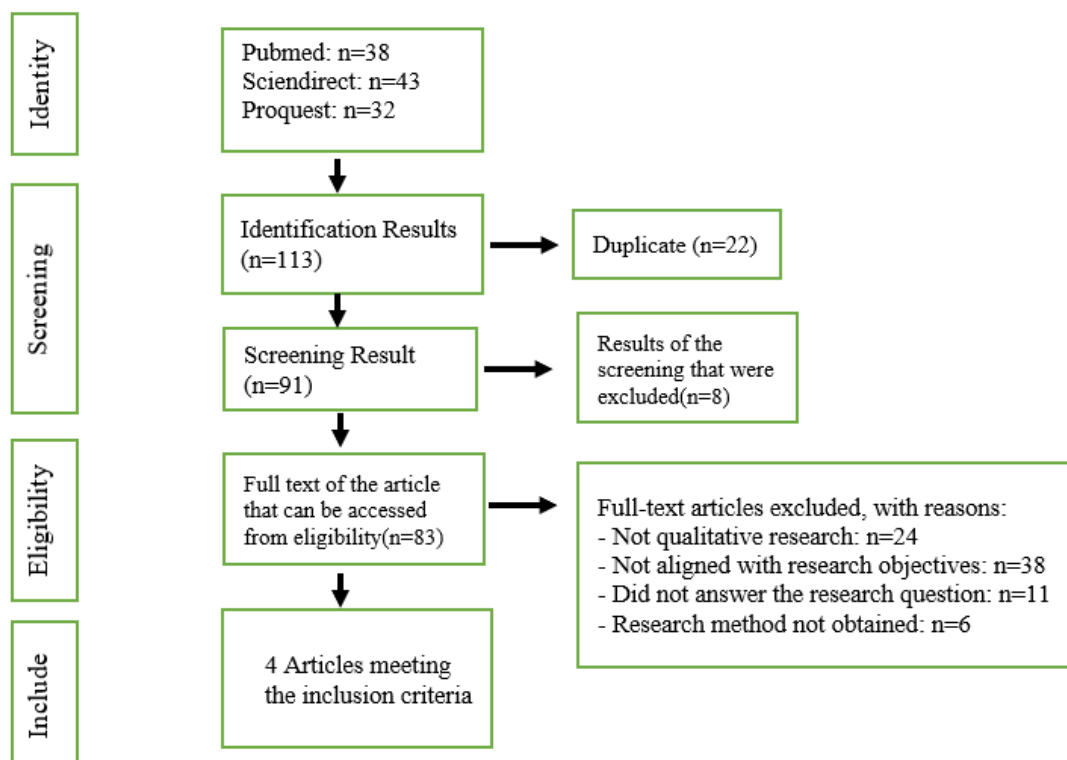 Identity
Pubmed: n=38
Sciendirect: n=43
Proquest: n=32
Screening
Identification Results
(n=113)
Duplicate (n=22)
Screening Result
(n=91)
Results of the
screening that were
excluded(n=8)
Eligibility
Full text of the article
that can be accessed
from eligibility(n=83)
Full-text articles excluded, with reasons:
- Not qualitative research: n=24
- Not aligned with research objectives: n=38
- Did not answer the research question: n=11
- Research method not obtained: n=6
Include
4 Articles meeting
the inclusion criteria